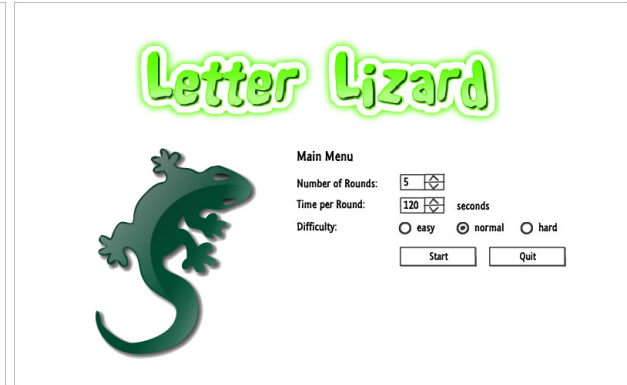 Letter Lizard
Main Menu
Number of Rounds: 5
Time per Round: 120 seconds
Difficulty: easy normal hard
Start Quit